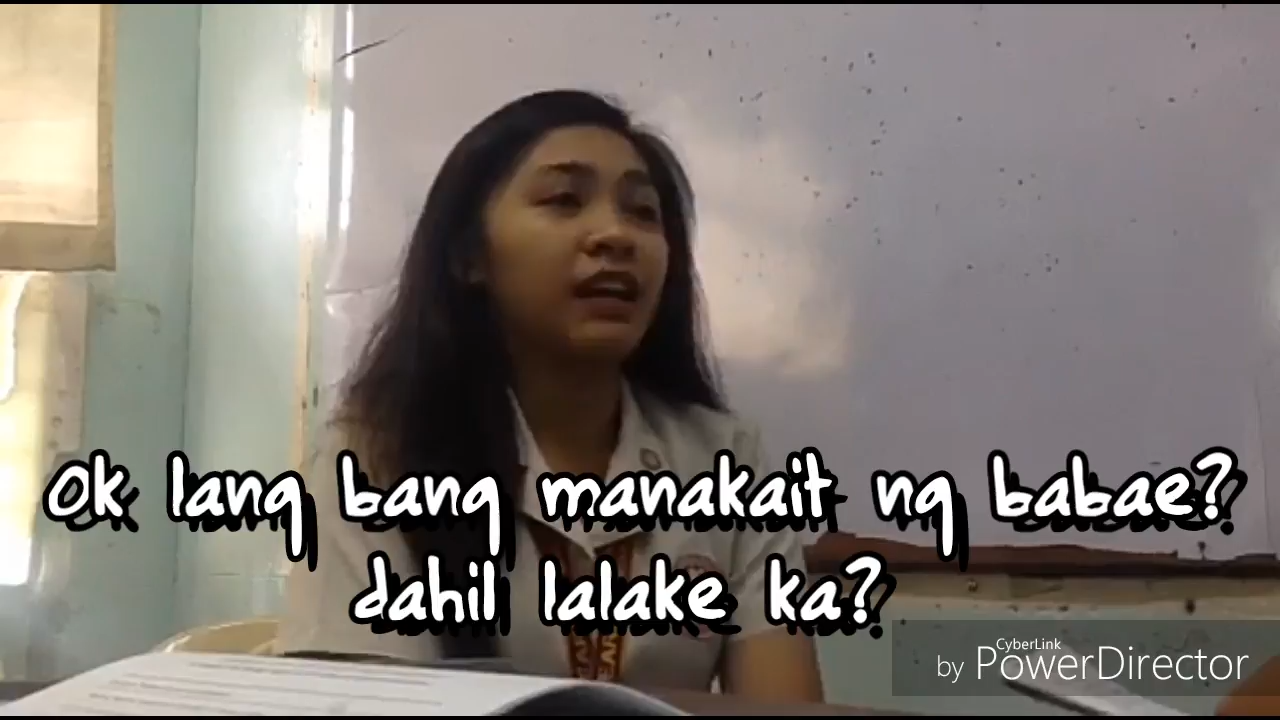 Ok lang bang manakait ng babae?
dahil lalake ka?
CyberLink
by PowerDirector